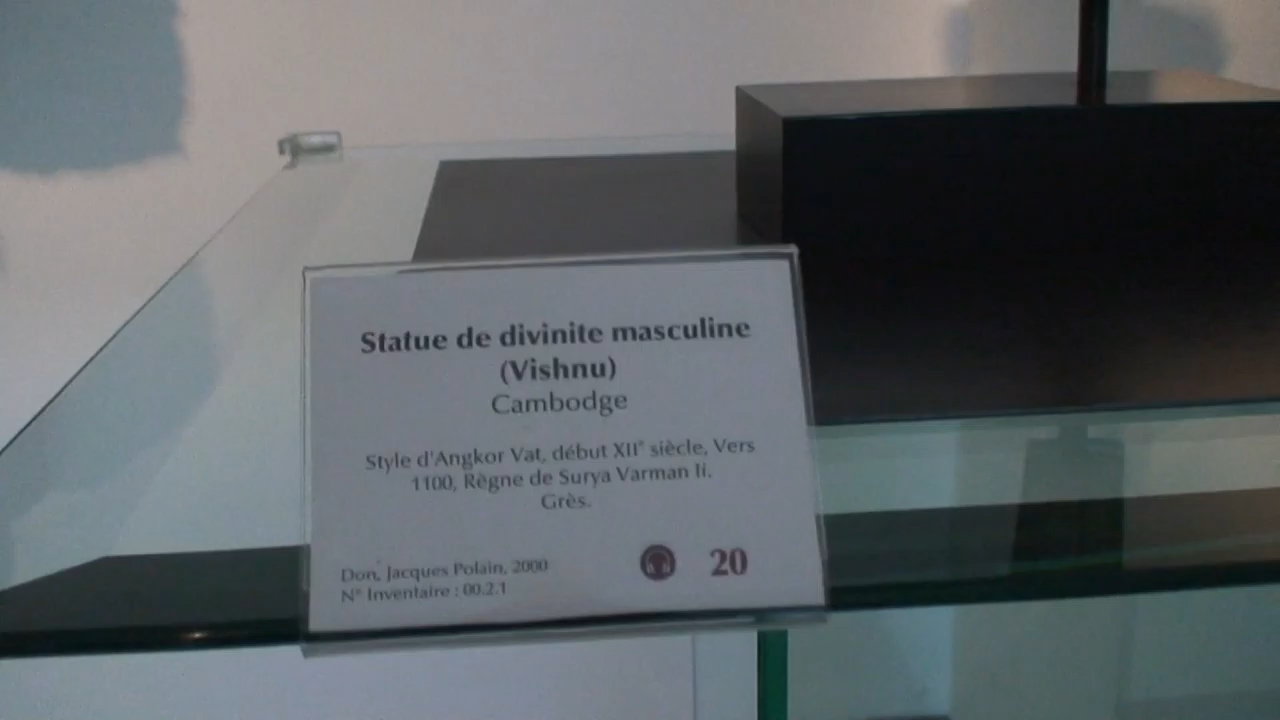 Statue de divinite masculine
(Vishnu)
Cambodge
Style d'Angkor Vat, début XIIe siècle, Vers
1100, Règne de Surya Varman Ii.
Grès.
Don, Jacques Polain, 2000
N° Inventaire : 00.2.1
20